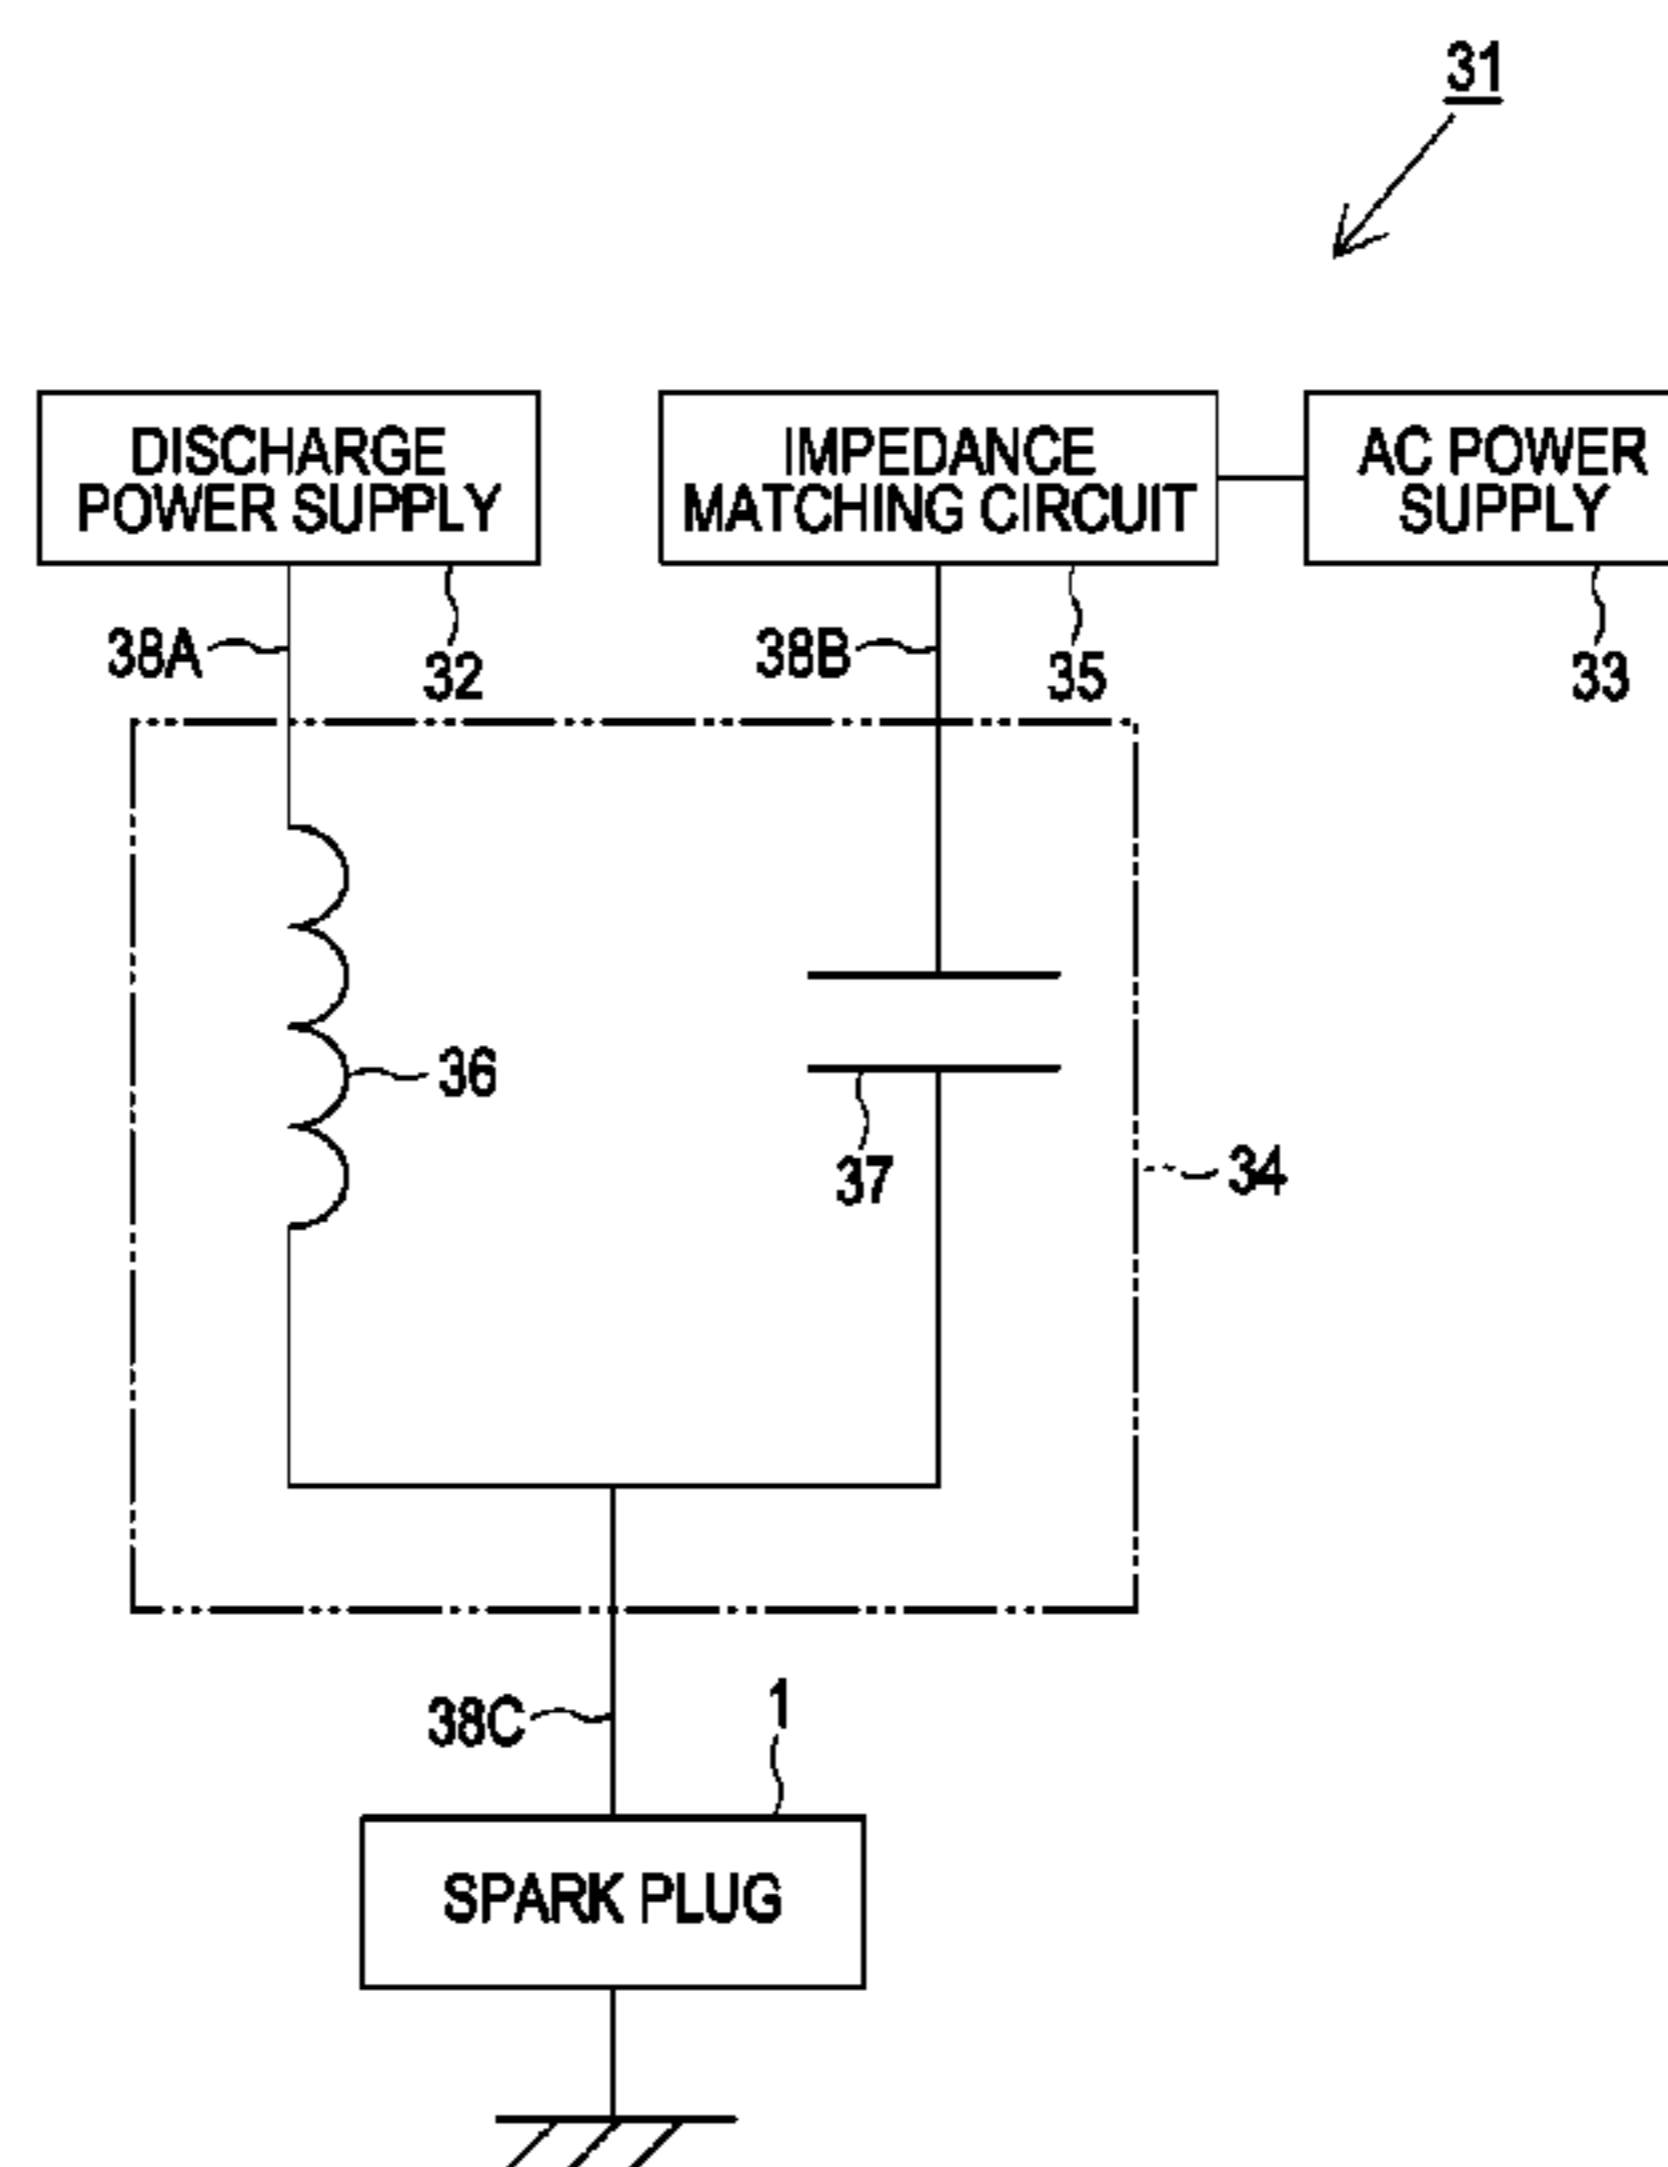 31
DISCHARGE
POWER SUPPLY
IMPEDANCE
MATCHING CIRCUIT
AC POWER
SUPPLY
38A
32
38B
35
33
36
37
34
38C
1
SPARK PLUG